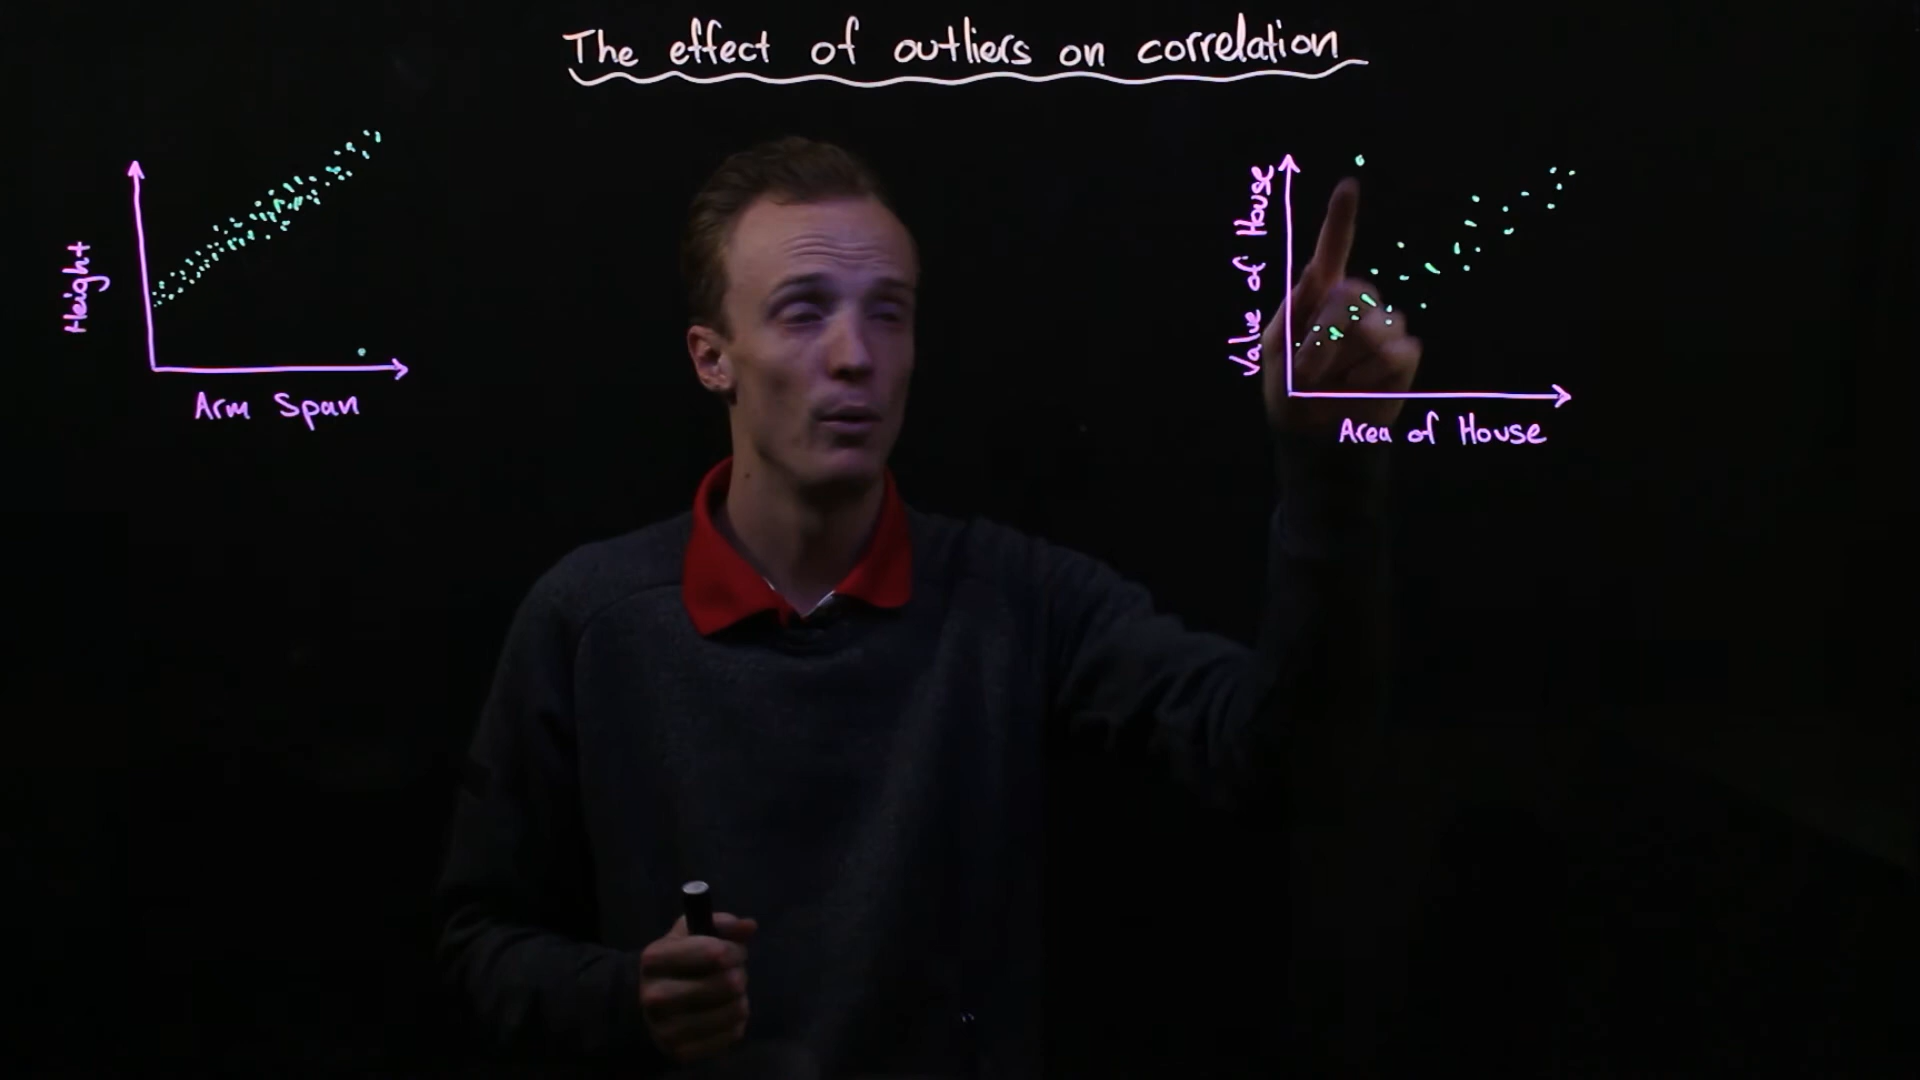 The effect of outliers on correlation
Height
Arm Span
Value of House
Area of House